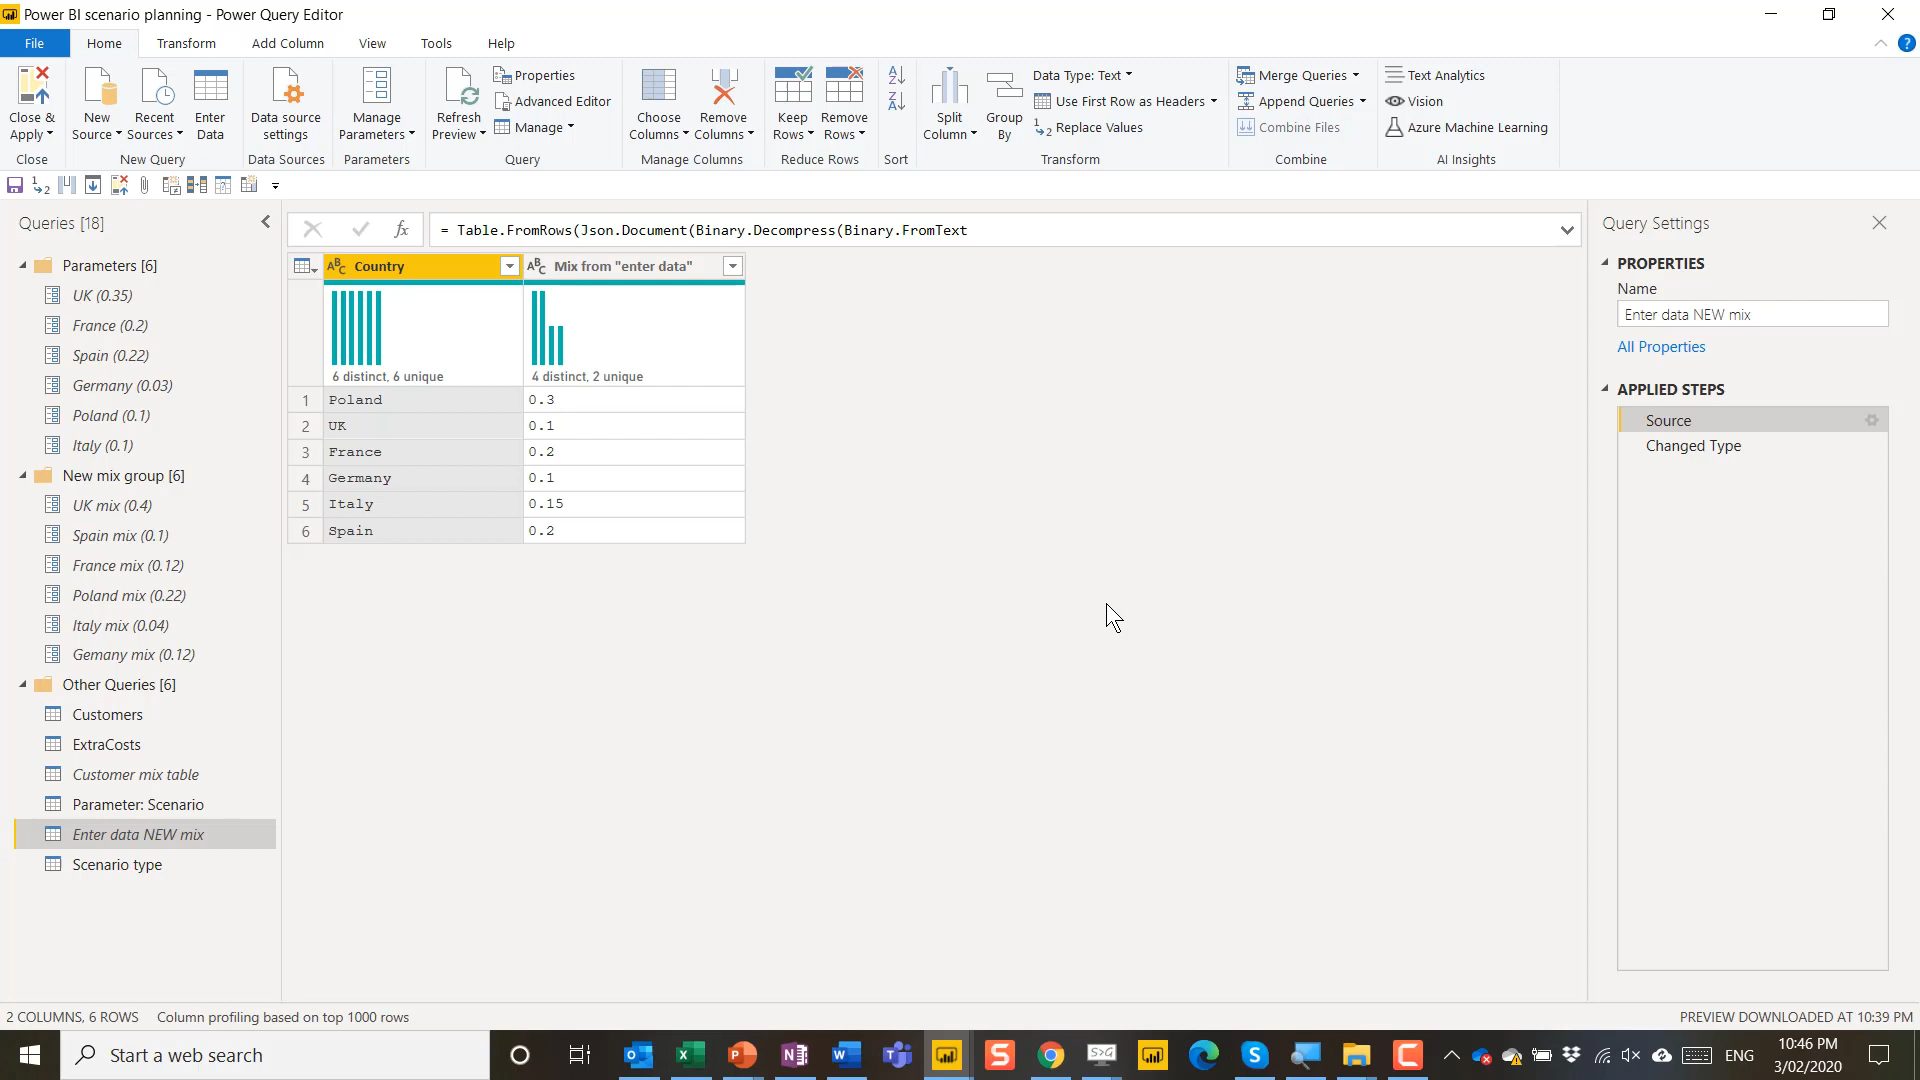 Power BI scenario planning - Power Query Editor
File Home Transform Add Column View Tools Help
Close & Apply
New Source
Recent Sources
Enter Data
Data source settings
Manage Parameters
Refresh Preview
Properties
Advanced Editor
Manage
Choose Columns
Remove Columns
Keep Rows
Remove Rows
Split Column
Group By
Data Type: Text
Use First Row as Headers
Replace Values
Merge Queries
Append Queries
Combine Files
Text Analytics
Vision
Azure Machine Learning
Close New Query Data Sources Parameters Query Manage Columns Reduce Rows Sort Transform Combine AI Insights
Queries [18]
Parameters [6]
UK (0.35)
France (0.2)
Spain (0.22)
Germany (0.03)
Poland (0.1)
Italy (0.1)
New mix group [6]
UK mix (0.4)
Spain mix (0.1)
France mix (0.12)
Poland mix (0.22)
Italy mix (0.04)
Gemany mix (0.12)
Other Queries [6]
Customers
ExtraCosts
Customer mix table
Parameter: Scenario
Enter data NEW mix
Scenario type
fx = Table.FromRows(Json.Document(Binary.Decompress(Binary.FromText
ABC Country ABC Mix from "enter data"
6 distinct, 6 unique 4 distinct, 2 unique
1 Poland 0.3
2 UK 0.1
3 France 0.2
4 Germany 0.1
5 Italy 0.15
6 Spain 0.2
Query Settings
PROPERTIES
Name
Enter data NEW mix
All Properties
APPLIED STEPS
Source
Changed Type
2 COLUMNS, 6 ROWS Column profiling based on top 1000 rows PREVIEW DOWNLOADED AT 10:39 PM
Start a web search
S>G
ENG
10:46 PM
3/02/2020